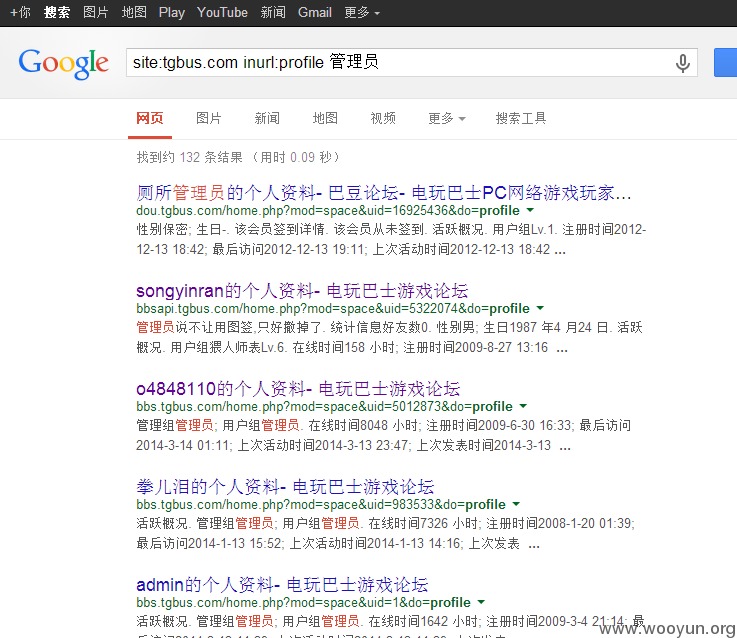 +你 搜索 图片 地图 Play YouTube 新闻 Gmail 更多
Google site:tgbus.com inurl:profile 管理员
网页 图片 新闻 地图 视频 更多 搜索工具
找到约 132 条结果 （用时 0.09 秒）
厕所管理员的个人资料- 巴豆论坛- 电玩巴士PC网络游戏玩家...
dou.tgbus.com/home.php?mod=space&uid=16925436&do=profile
性别保密; 生日-. 该会员签到详情. 该会员从未签到. 活跃概况. 用户组Lv.1. 注册时间2012-
12-13 18:42; 最后访问2012-12-13 19:11; 上次活动时间2012-12-13 18:42 ...
songyinran的个人资料- 电玩巴士游戏论坛
bbsapi.tgbus.com/home.php?mod=space&uid=5322074&do=profile
管理员说不让用图签,只好撤掉了. 统计信息好友数0. 性别男; 生日1987 年4 月24 日. 活跃
概况. 用户组猥人师表Lv.6. 在线时间158 小时; 注册时间2009-8-27 13:16 ...
o4848110的个人资料- 电玩巴士游戏论坛
bbs.tgbus.com/home.php?mod=space&uid=5012873&do=profile
管理组管理员; 用户组管理员. 在线时间8048 小时; 注册时间2009-6-30 16:33; 最后访问
2014-3-14 01:11; 上次活动时间2014-3-13 23:47; 上次发表时间2014-3-13 ...
拳儿泪的个人资料- 电玩巴士游戏论坛
bbs.tgbus.com/home.php?mod=space&uid=983533&do=profile
活跃概况. 管理组管理员; 用户组管理员. 在线时间7326 小时; 注册时间2008-1-20 01:39;
最后访问2014-1-13 15:52; 上次活动时间2014-1-13 14:16; 上次发表 ...
admin的个人资料- 电玩巴士游戏论坛
bbs.tgbus.com/home.php?mod=space&uid=1&do=profile
活跃概况. 管理组管理员; 用户组管理员. 在线时间1642 小时; 注册时间2009-3-4 21:14; 最
www.wooyun.org